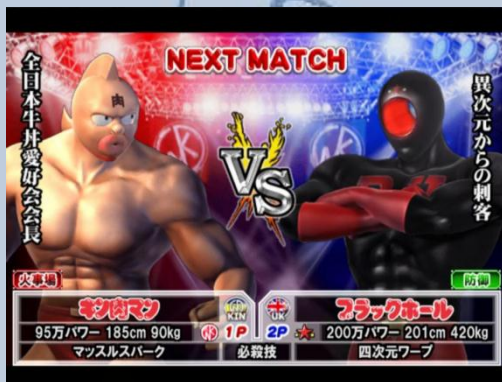 NEXT MATCH
全日本牛丼愛好会会長
肉
VS
異次元からの刺客
火事場
防御
キン肉マン
KIN
1P
UK
2P
ブラックホール
95万パワー 185cm 90kg
200万パワー 201cm 420kg
マッスルスパーク
必殺技
四次元ワープ